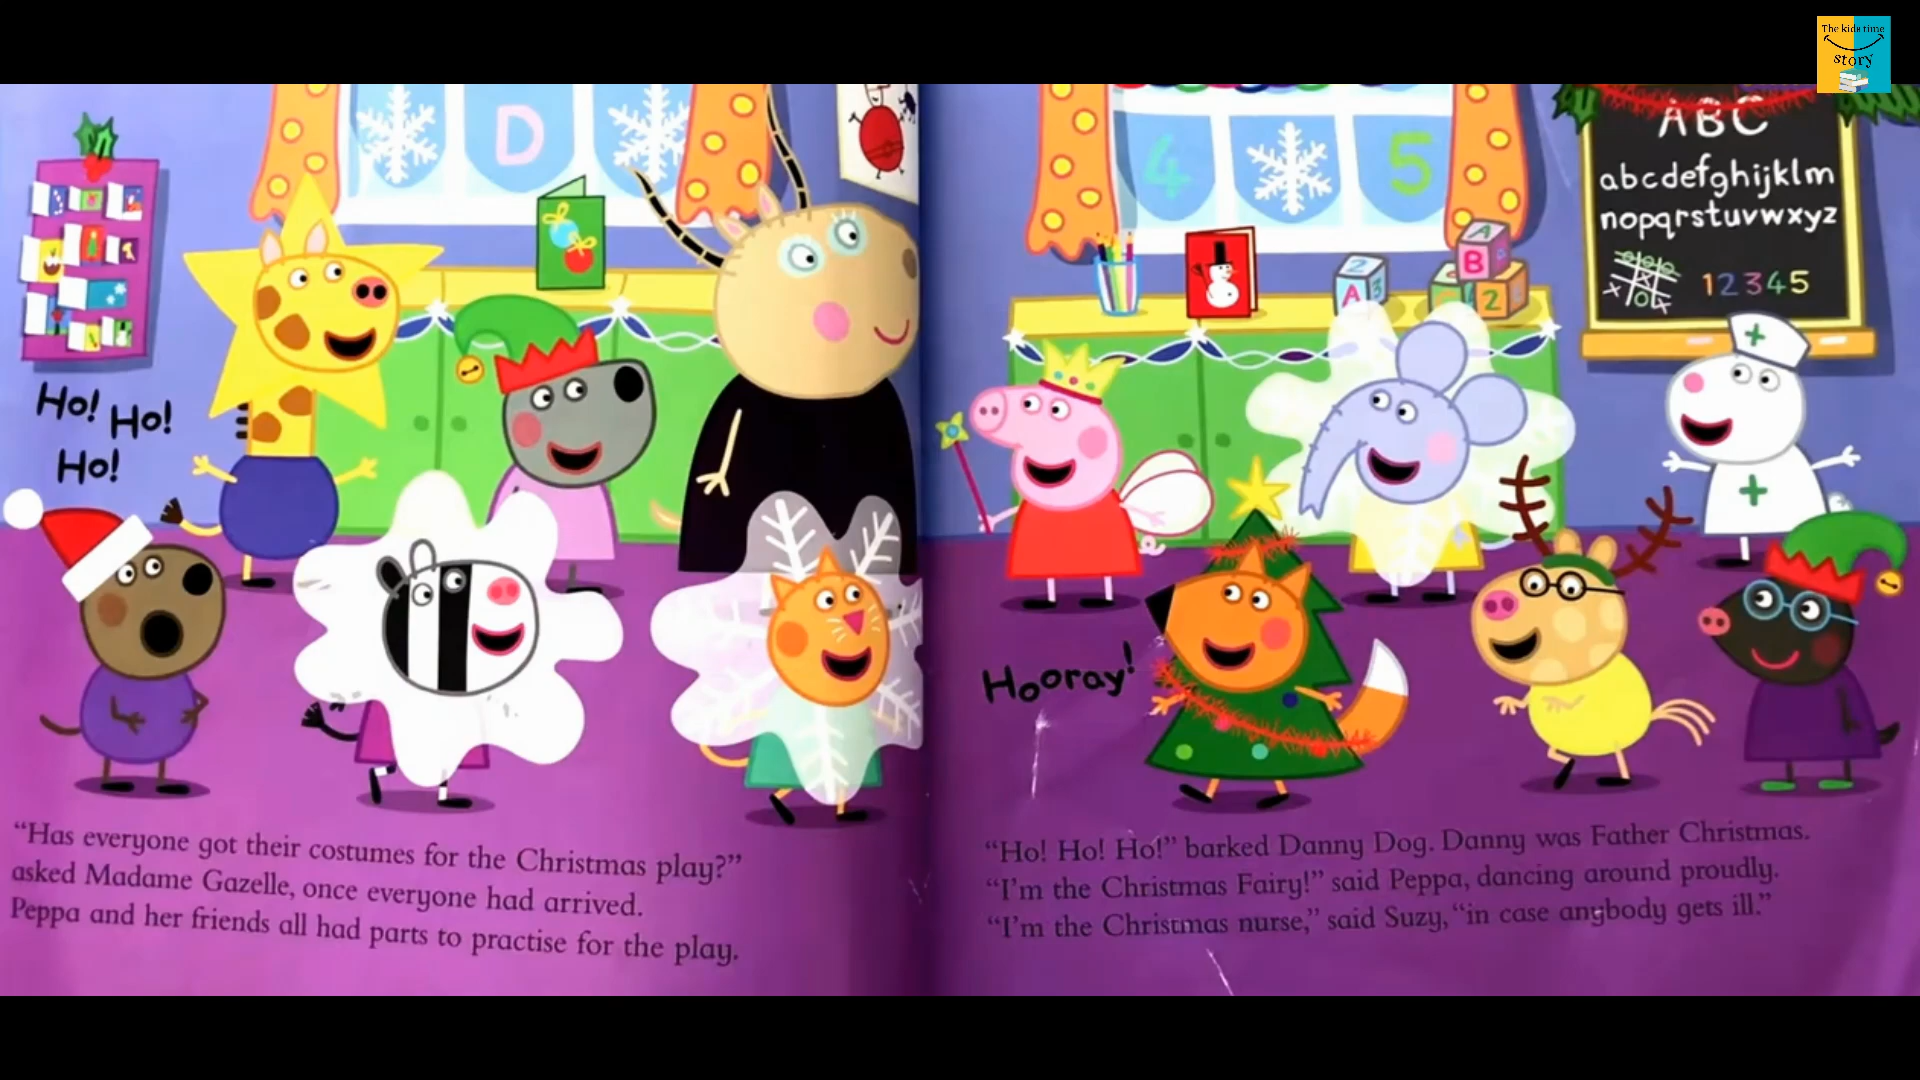 The kids time
story
D
4
5
ABC
abcdefghijklm
nopqrstuvwxyz
12345
A
B
2
A
3
2
Ho! Ho!
Ho!
Hooray!
“Has everyone got their costumes for the Christmas play?”
asked Madame Gazelle, once everyone had arrived.
Peppa and her friends all had parts to practise for the play.
“Ho! Ho! Ho!” barked Danny Dog. Danny was Father Christmas.
“I’m the Christmas Fairy!” said Peppa, dancing around proudly.
“I’m the Christmas nurse,” said Suzy, “in case anybody gets ill.”